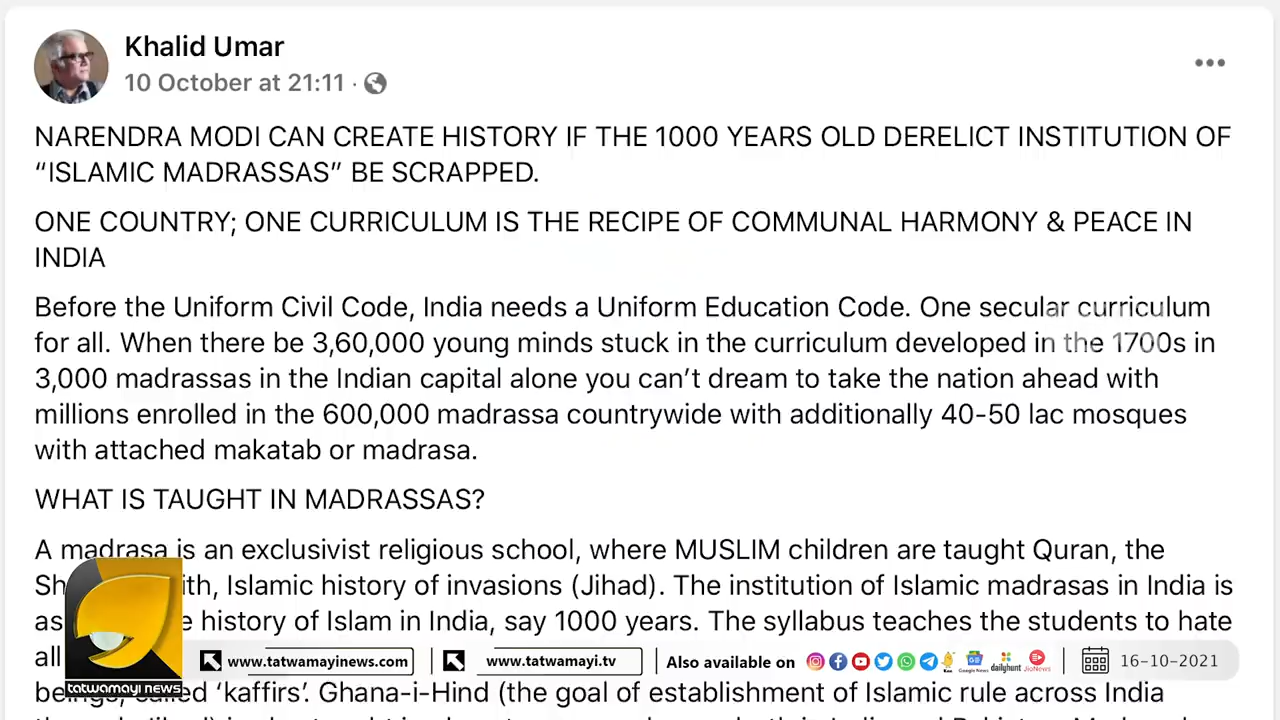 Khalid Umar
10 October at 21:11 ·
NARENDRA MODI CAN CREATE HISTORY IF THE 1000 YEARS OLD DERELICT INSTITUTION OF
“ISLAMIC MADRASSAS” BE SCRAPPED.
ONE COUNTRY; ONE CURRICULUM IS THE RECIPE OF COMMUNAL HARMONY & PEACE IN
INDIA
Before the Uniform Civil Code, India needs a Uniform Education Code. One secular curriculum
for all. When there be 3,60,000 young minds stuck in the curriculum developed in the 1700s in
3,000 madrassas in the Indian capital alone you can’t dream to take the nation ahead with
millions enrolled in the 600,000 madrassa countrywide with additionally 40-50 lac mosques
with attached makatab or madrasa.
WHAT IS TAUGHT IN MADRASSAS?
A madrasa is an exclusivist religious school, where MUSLIM children are taught Quran, the
Islamic history of invasions (Jihad). The institution of Islamic madrasas in India is
as history of Islam in India, say 1000 years. The syllabus teaches the students to hate
all
‘kaffirs’. Ghana-i-Hind (the goal of establishment of Islamic rule across India
tatwamayi news
www.tatwamayinews.com
www.tatwamayi.tv
Also available on
Google News
dailyhunt
JioNews
16-10-2021